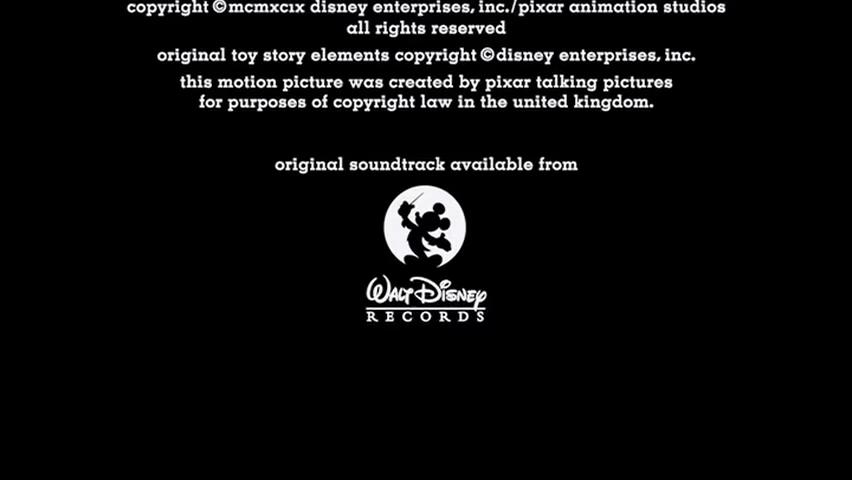 copyright ©mcmxcix disney enterprises, inc./pixar animation studios
all rights reserved
original toy story elements copyright ©disney enterprises, inc.
this motion picture was created by pixar talking pictures
for purposes of copyright law in the united kingdom.
original soundtrack available from
Walt Disney
RECORDS